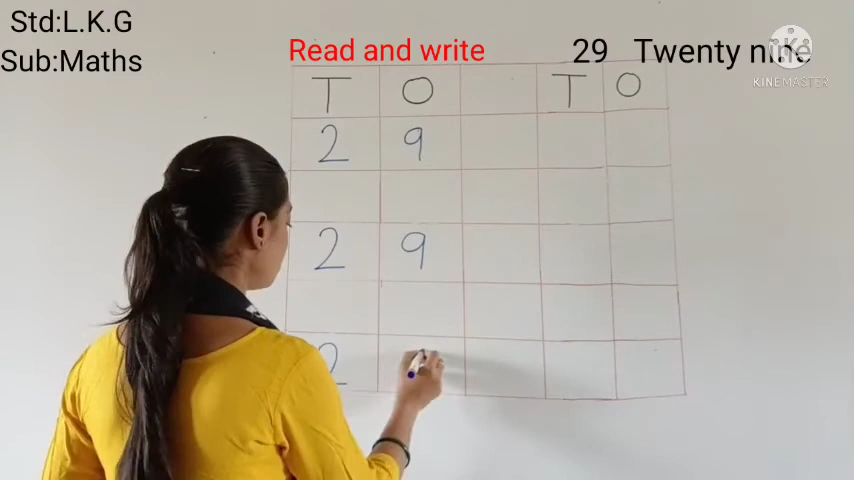 Std:L.K.G
Sub:Maths
Read and write
29 Twenty nine
KINEMASTER
T O T O
2 9
2 9
2